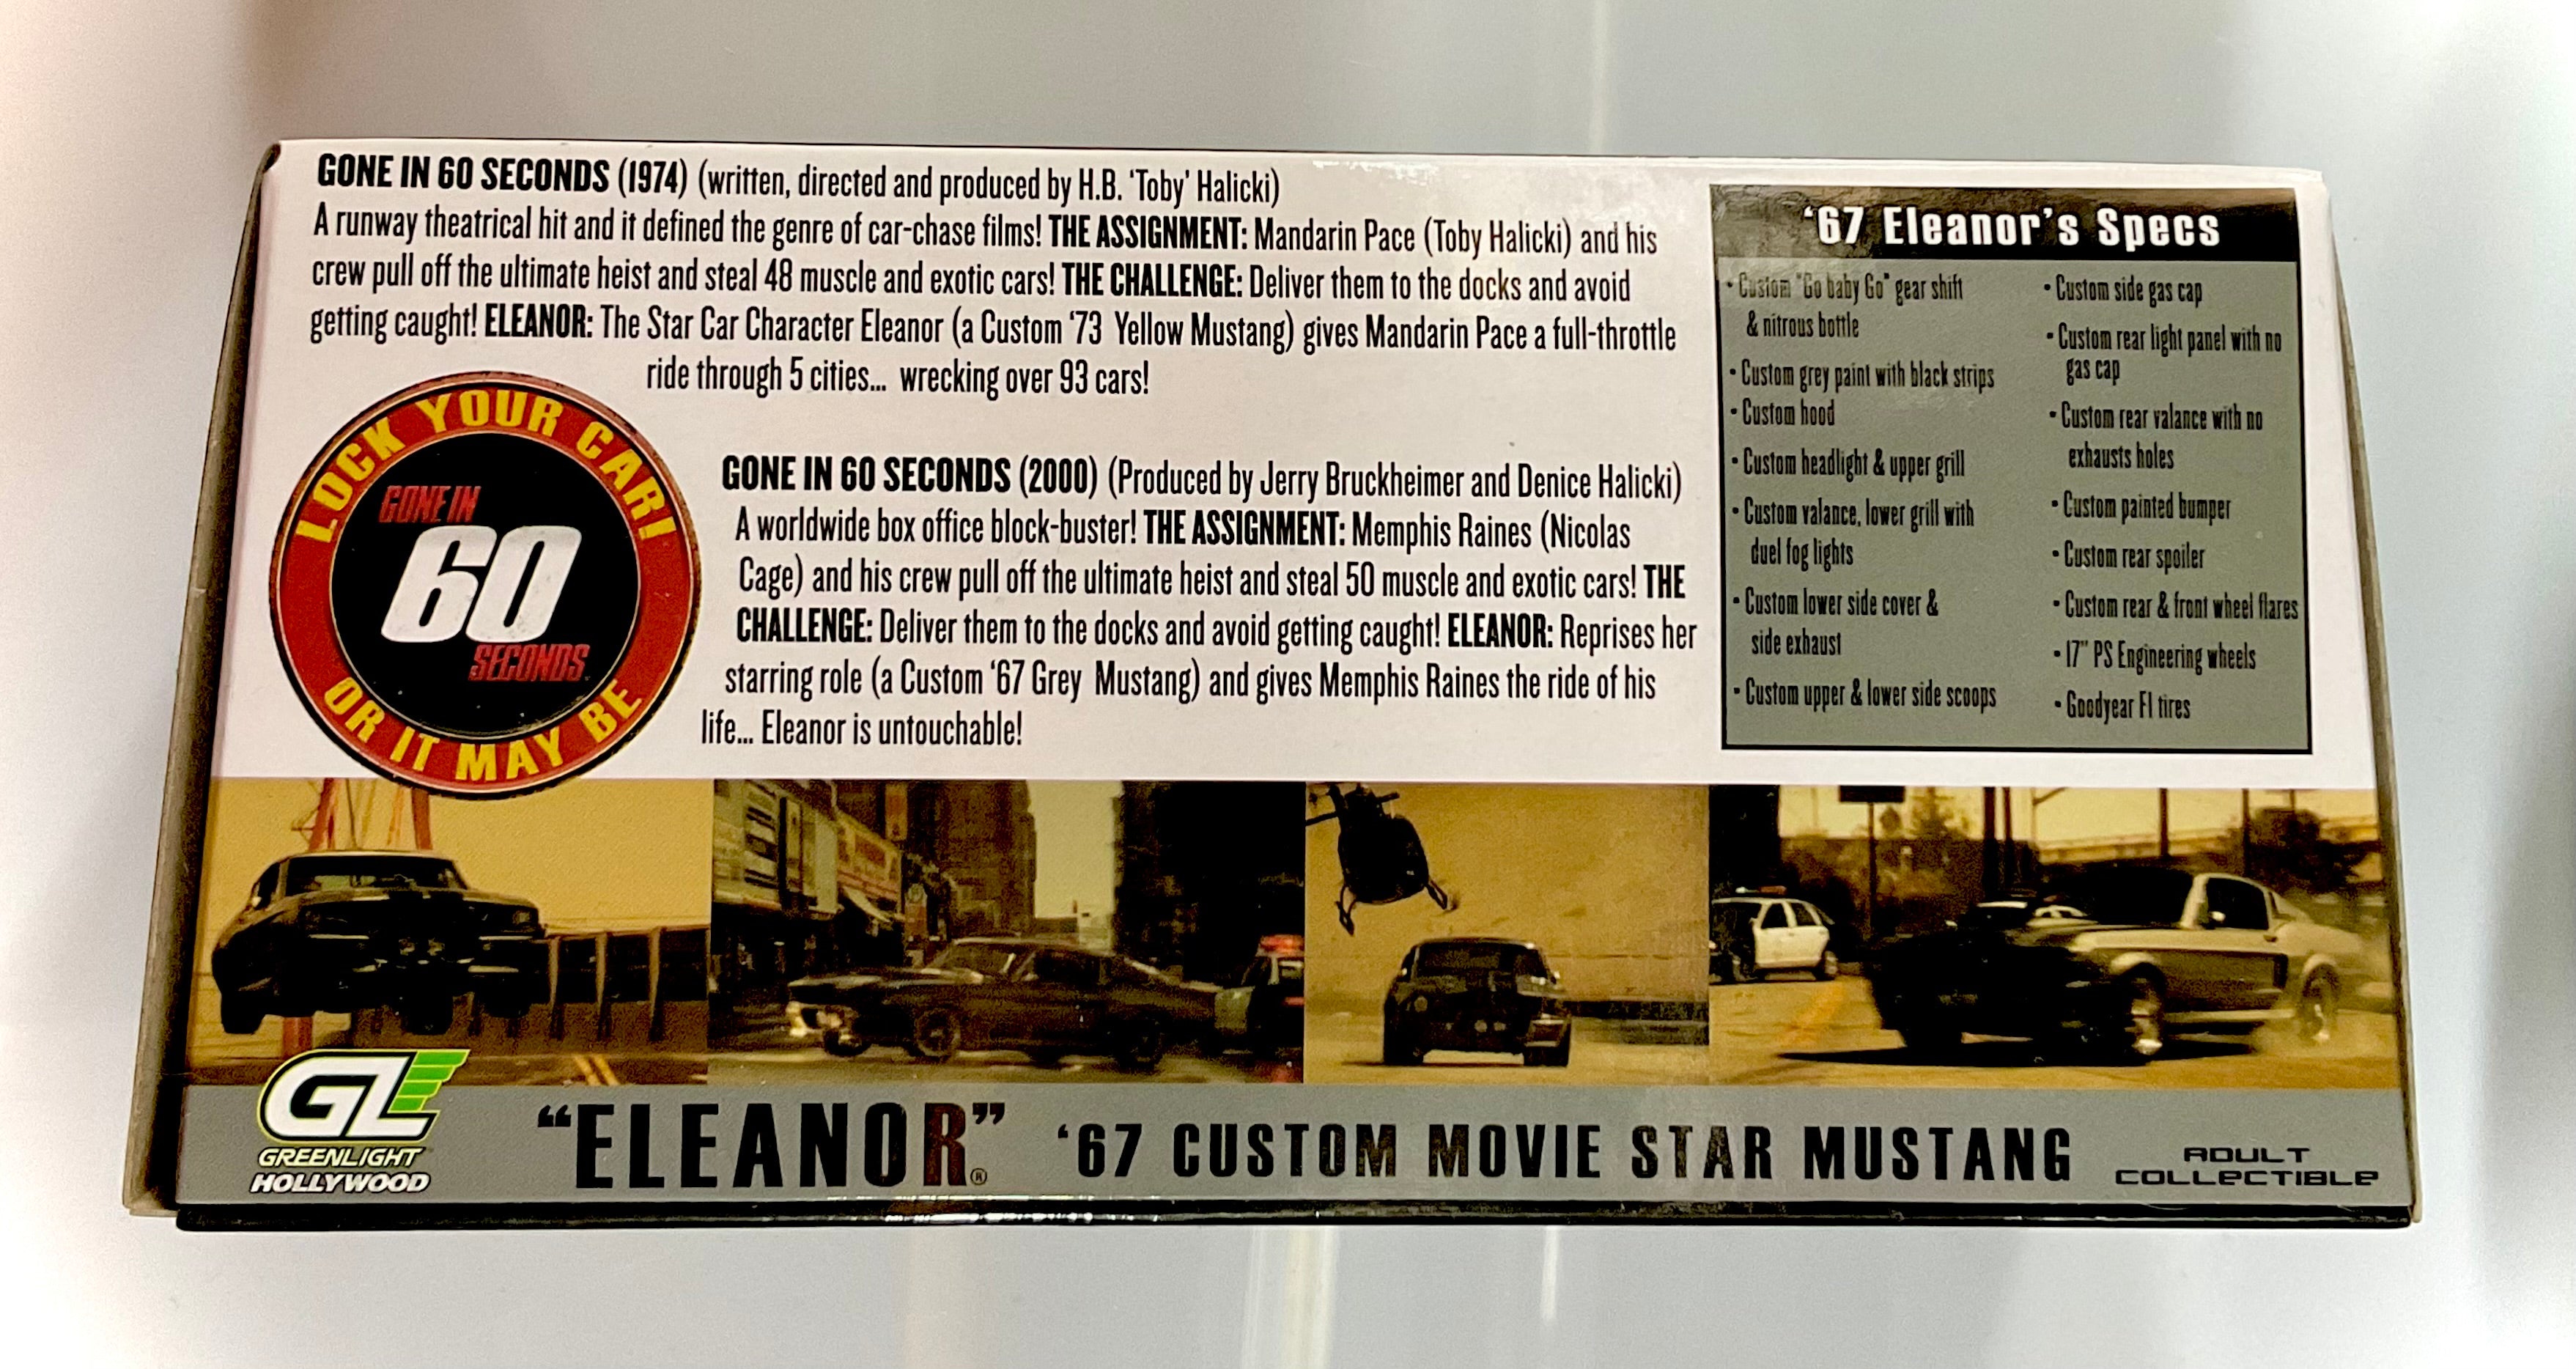 GONE IN 60 SECONDS (1974) (written, directed and produced by H.B. ‘Toby’ Halicki)
A runway theatrical hit and it defined the genre of car-chase films! THE ASSIGNMENT: Mandarin Pace (Toby Halicki) and his
crew pull off the ultimate heist and steal 48 muscle and exotic cars! THE CHALLENGE: Deliver them to the docks and avoid
getting caught! ELEANOR: The Star Car Character Eleanor (a Custom ‘73 Yellow Mustang) gives Mandarin Pace a full-throttle
ride through 5 cities... wrecking over 93 cars!
LOCK YOUR CAR!
GONE IN
60
SECONDS
OR IT MAY BE
GONE IN 60 SECONDS (2000) (Produced by Jerry Bruckheimer and Denice Halicki)
A worldwide box office block-buster! THE ASSIGNMENT: Memphis Raines (Nicolas
Cage) and his crew pull off the ultimate heist and steal 50 muscle and exotic cars! THE
CHALLENGE: Deliver them to the docks and avoid getting caught! ELEANOR: Reprises her
starring role (a Custom ‘67 Grey Mustang) and gives Memphis Raines the ride of his
life... Eleanor is untouchable!
‘67 Eleanor’s Specs
• Custom "Go baby Go" gear shift
& nitrous bottle
• Custom grey paint with black strips
• Custom hood
• Custom headlight & upper grill
• Custom valance, lower grill with
duel fog lights
• Custom lower side cover &
side exhaust
• Custom upper & lower side scoops
• Custom side gas cap
• Custom rear light panel with no
gas cap
• Custom rear valance with no
exhausts holes
• Custom painted bumper
• Custom rear spoiler
• Custom rear & front wheel flares
• 17" PS Engineering wheels
• Goodyear F1 tires
GL
GREENLIGHT
HOLLYWOOD
“ELEANOR”®
‘67 CUSTOM MOVIE STAR MUSTANG
ADULT
COLLECTIBLE